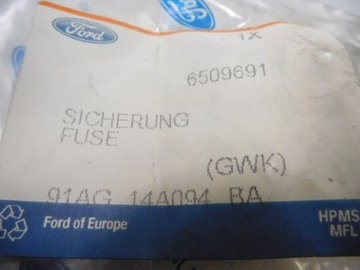 Ford
1X
6509691
SICHERUNG
FUSE
(GWK)
91AG 14A094 BA
Ford of Europe
HPMS
MFL